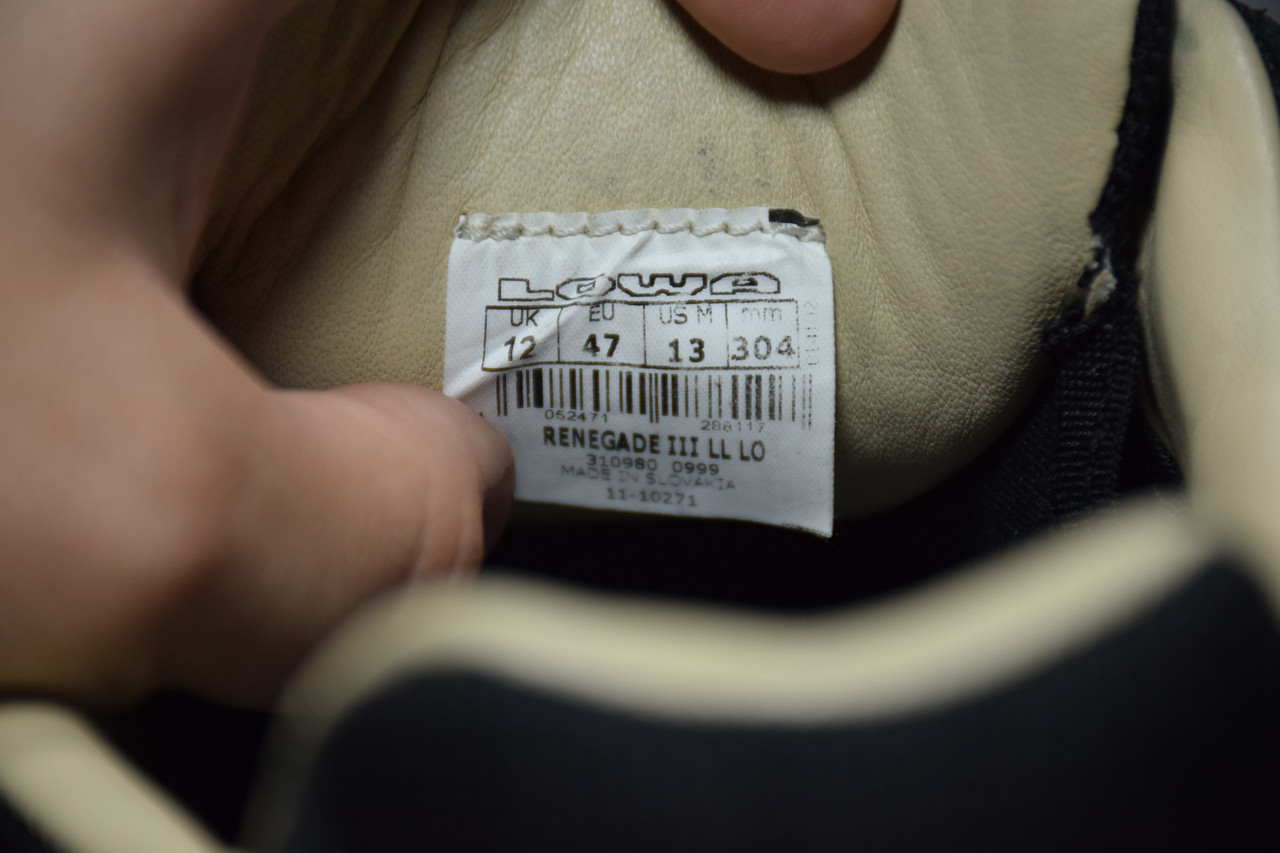 LOWA
UK EU US M mm
12 47 13 304
052471 288117
RENEGADE III LL LO
310980 0999
MADE IN SLOVAKIA
11-10271